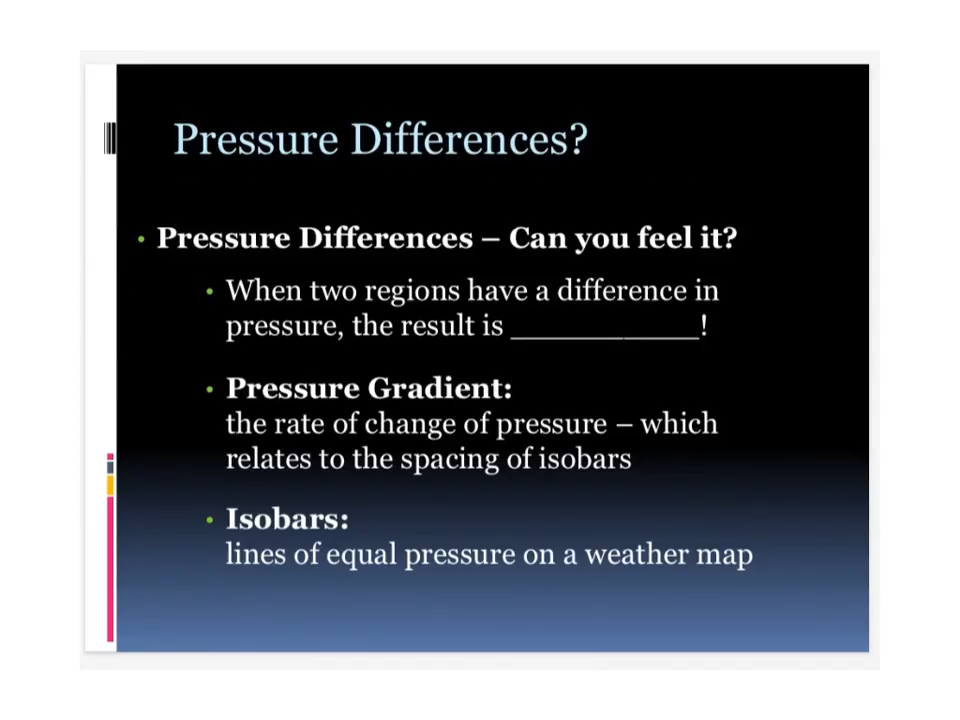 Pressure Differences?
• Pressure Differences – Can you feel it?
• When two regions have a difference in
pressure, the result is ____________!
• Pressure Gradient:
the rate of change of pressure – which
relates to the spacing of isobars
• Isobars:
lines of equal pressure on a weather map